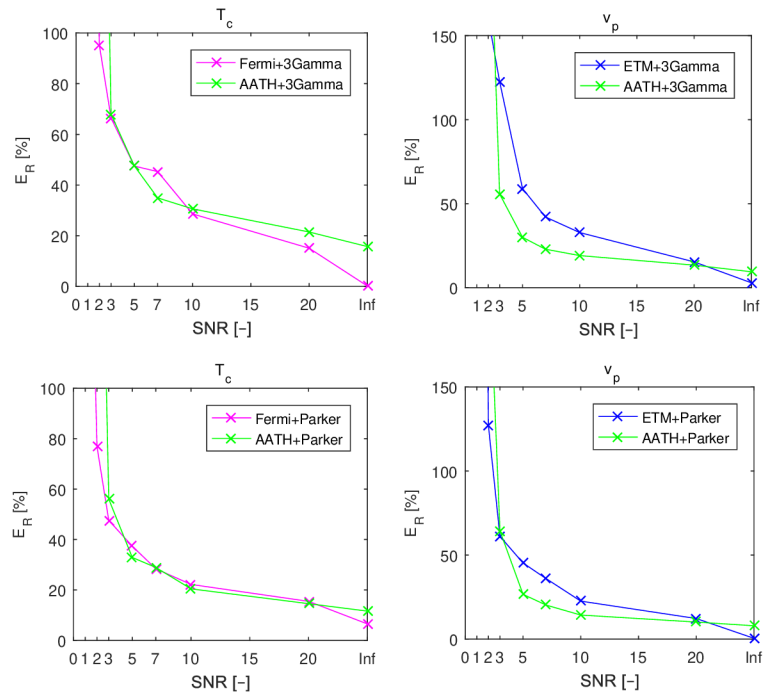 T_c
100
80
60
40
20
0
E_R [%]
Fermi+3Gamma
AATH+3Gamma
0 1 2 3 5 7 10 15 20 Inf
SNR [−]
v_p
150
100
50
0
E_R [%]
ETM+3Gamma
AATH+3Gamma
0 1 2 3 5 10 15 20 Inf
SNR [−]
T_c
100
80
60
40
20
0
E_R [%]
Fermi+Parker
AATH+Parker
0 1 2 3 5 7 10 15 20 Inf
SNR [−]
v_p
150
100
50
0
E_R [%]
ETM+Parker
AATH+Parker
0 1 2 3 5 10 15 20 Inf
SNR [−]